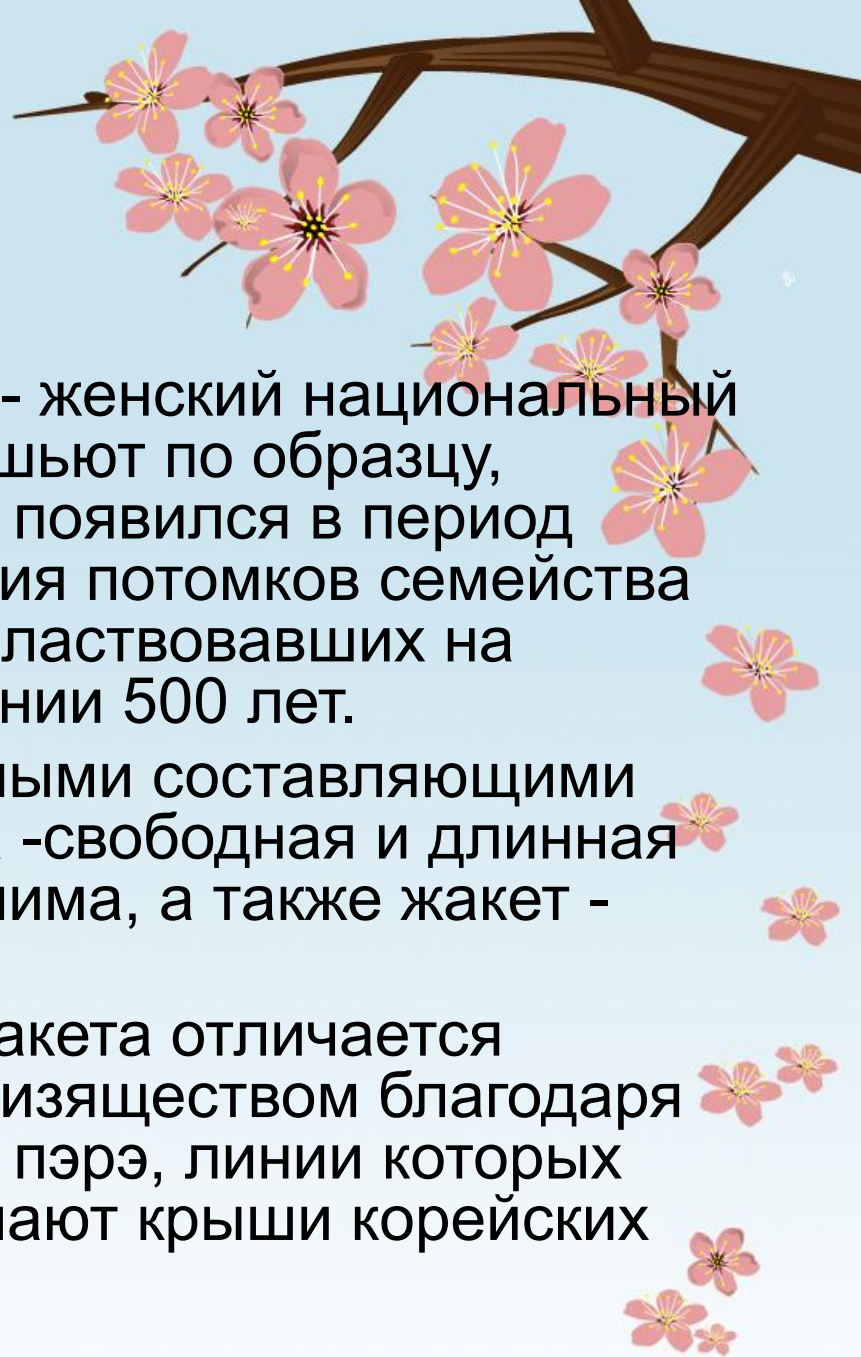 - женский национальный
шьют по образцу,
появился в период
ия потомков семейства
ластвовавших на
нии 500 лет.
ными составляющими
-свободная и длинная
има, а также жакет -
акета отличается
изяществом благодаря
пэрэ, линии которых
ают крыши корейских